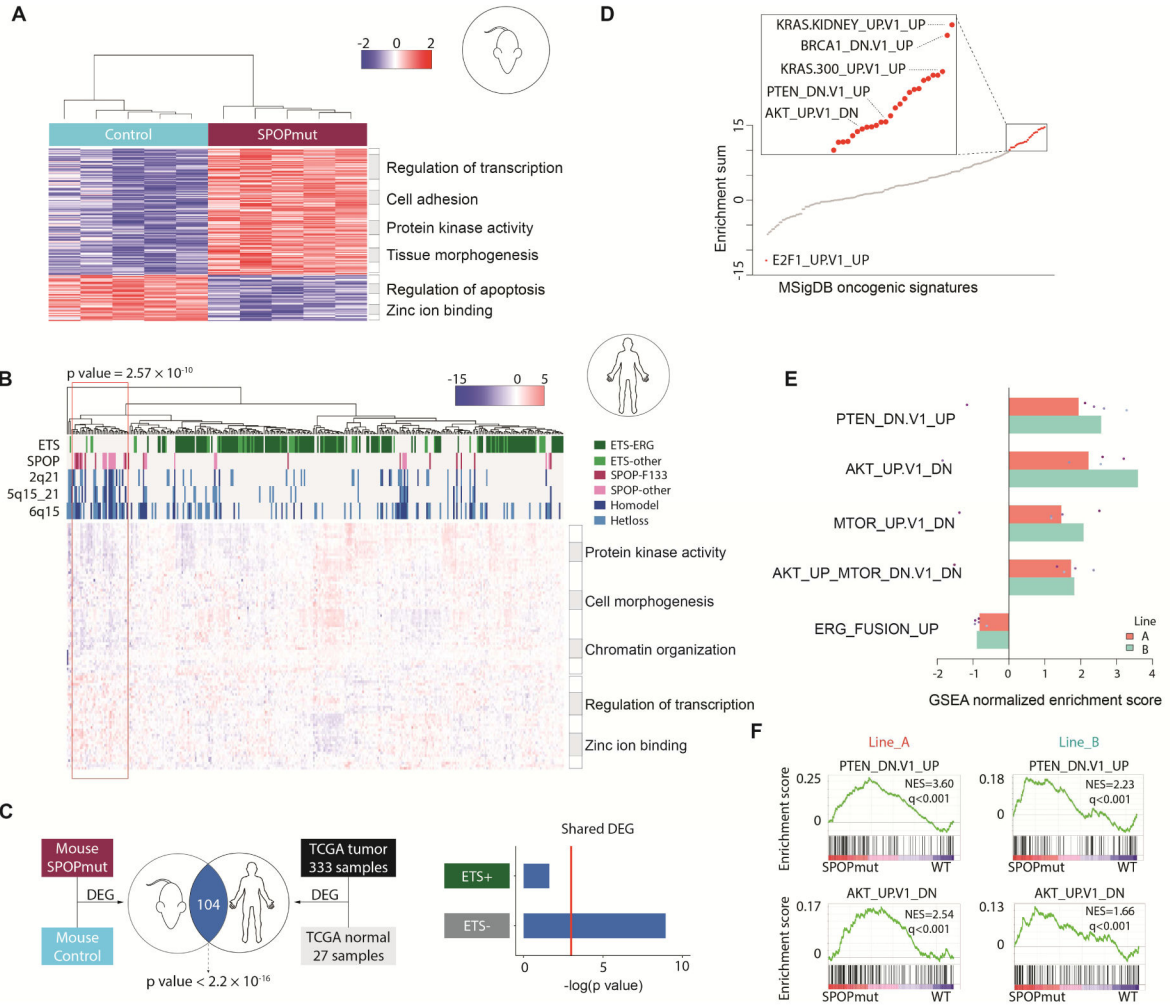 A
-2 0 2
Control SPOPmut
Regulation of transcription
Cell adhesion
Protein kinase activity
Tissue morphogenesis
Regulation of apoptosis
Zinc ion binding
B
p value = 2.57 × 10⁻¹⁰
-15 0 5
ETS
SPOP
2q21
5q15_21
6q15
ETS-ERG
ETS-other
SPOP-F133
SPOP-other
Homodel
Hetloss
Protein kinase activity
Cell morphogenesis
Chromatin organization
Regulation of transcription
Zinc ion binding
C
Mouse
SPOPmut
DEG
Mouse
Control
104
p value < 2.2 × 10⁻¹⁶
TCGA tumor
333 samples
DEG
TCGA normal
27 samples
Shared DEG
ETS+
ETS-
0 5 10
-log(p value)
D
KRAS.KIDNEY_UP.V1_UP
BRCA1_DN.V1_UP
KRAS.300_UP.V1_UP
PTEN_DN.V1_UP
AKT_UP.V1_DN
15
0
-15
Enrichment sum
E2F1_UP.V1_UP
MSigDB oncogenic signatures
E
PTEN_DN.V1_UP
AKT_UP.V1_DN
MTOR_UP.V1_DN
AKT_UP_MTOR_DN.V1_DN
ERG_FUSION_UP
Line
A
B
-2 -1 0 1 2 3 4
GSEA normalized enrichment score
F
Line_A
PTEN_DN.V1_UP
0.25
NES=3.60
q<0.001
0
Enrichment score
SPOPmut WT
Line_B
PTEN_DN.V1_UP
0.18
NES=2.23
q<0.001
0
SPOPmut WT
AKT_UP.V1_DN
0.17
NES=2.54
q<0.001
0
Enrichment score
SPOPmut WT
AKT_UP.V1_DN
0.13
NES=1.66
q<0.001
0
SPOPmut WT